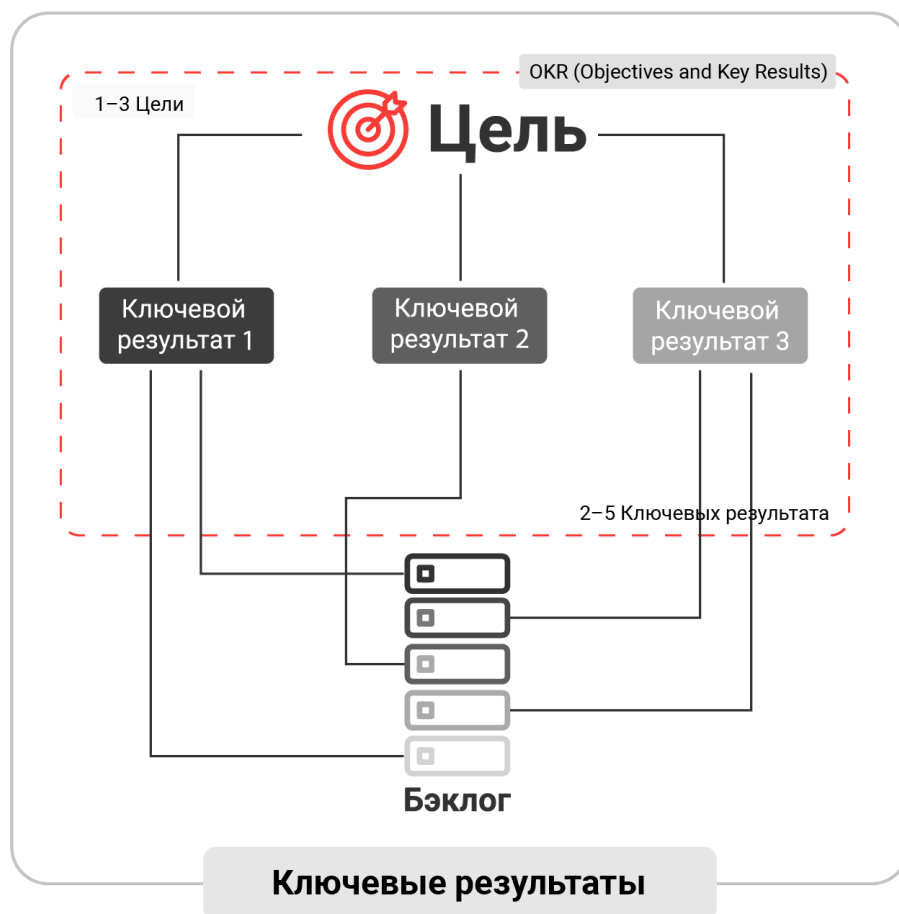 OKR (Objectives and Key Results)
1–3 Цели
Цель
Ключевой
результат 1
Ключевой
результат 2
Ключевой
результат 3
2–5 Ключевых результата
Бэклог
Ключевые результаты